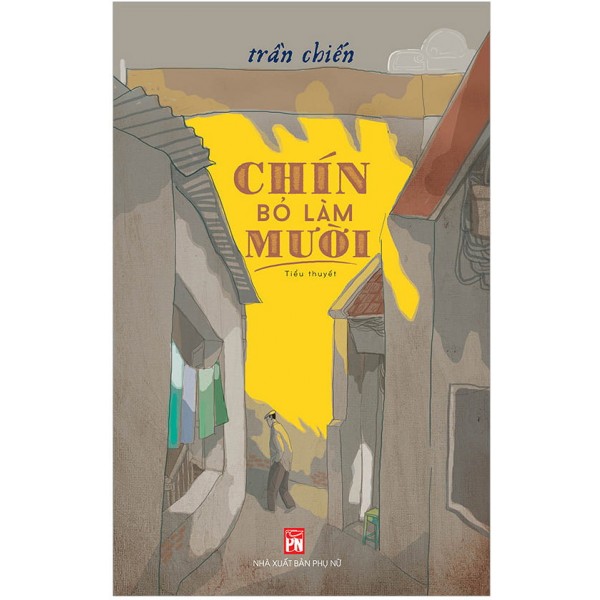 trần chiến
CHÍN
BỎ LÀM
MƯỜI
Tiểu thuyết
PN
NHÀ XUẤT BẢN PHỤ NỮ